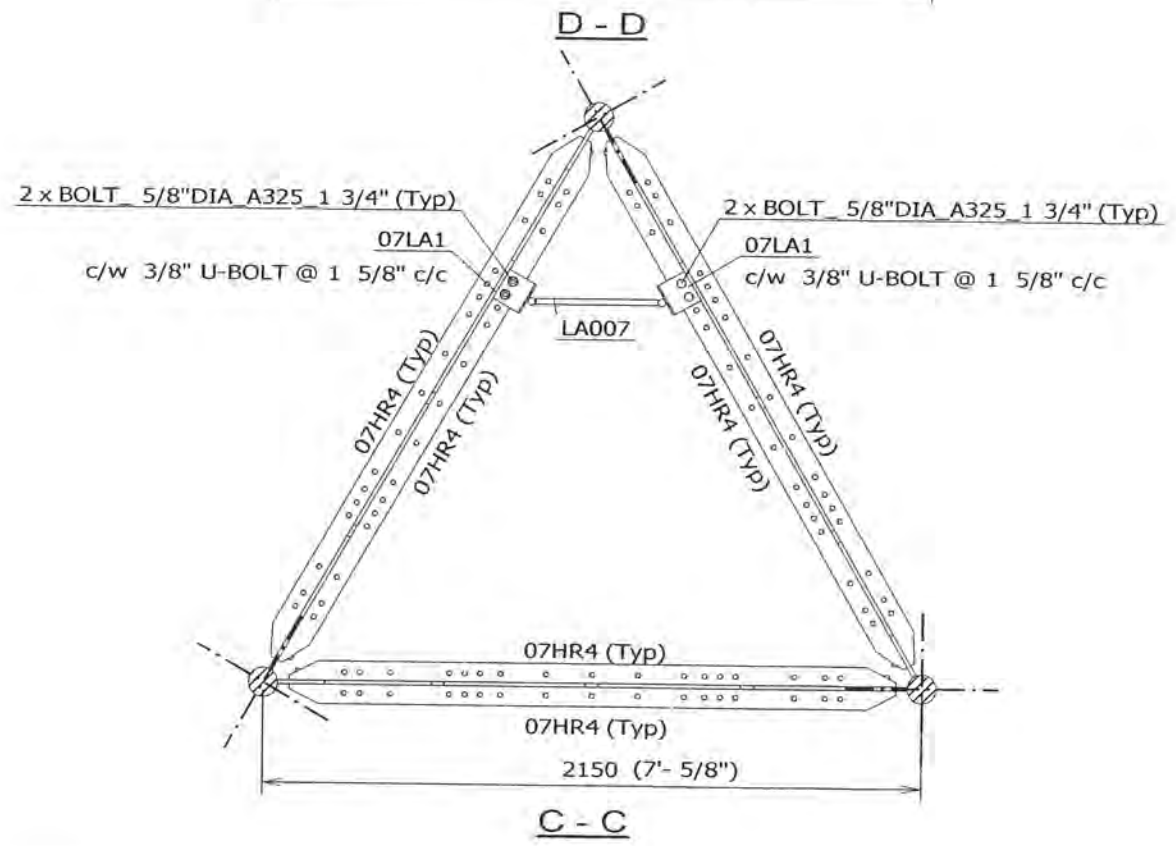 D - D
2 x BOLT_ 5/8"DIA_A325_1 3/4" (Typ)
07LA1
c/w 3/8" U-BOLT @ 1 5/8" c/c
2 x BOLT_ 5/8"DIA_A325_1 3/4" (Typ)
07LA1
c/w 3/8" U-BOLT @ 1 5/8" c/c
LA007
07HR4 (Typ)
07HR4 (Typ)
07HR4 (Typ)
07HR4 (Typ)
07HR4 (Typ)
07HR4 (Typ)
2150 (7'- 5/8")
C - C